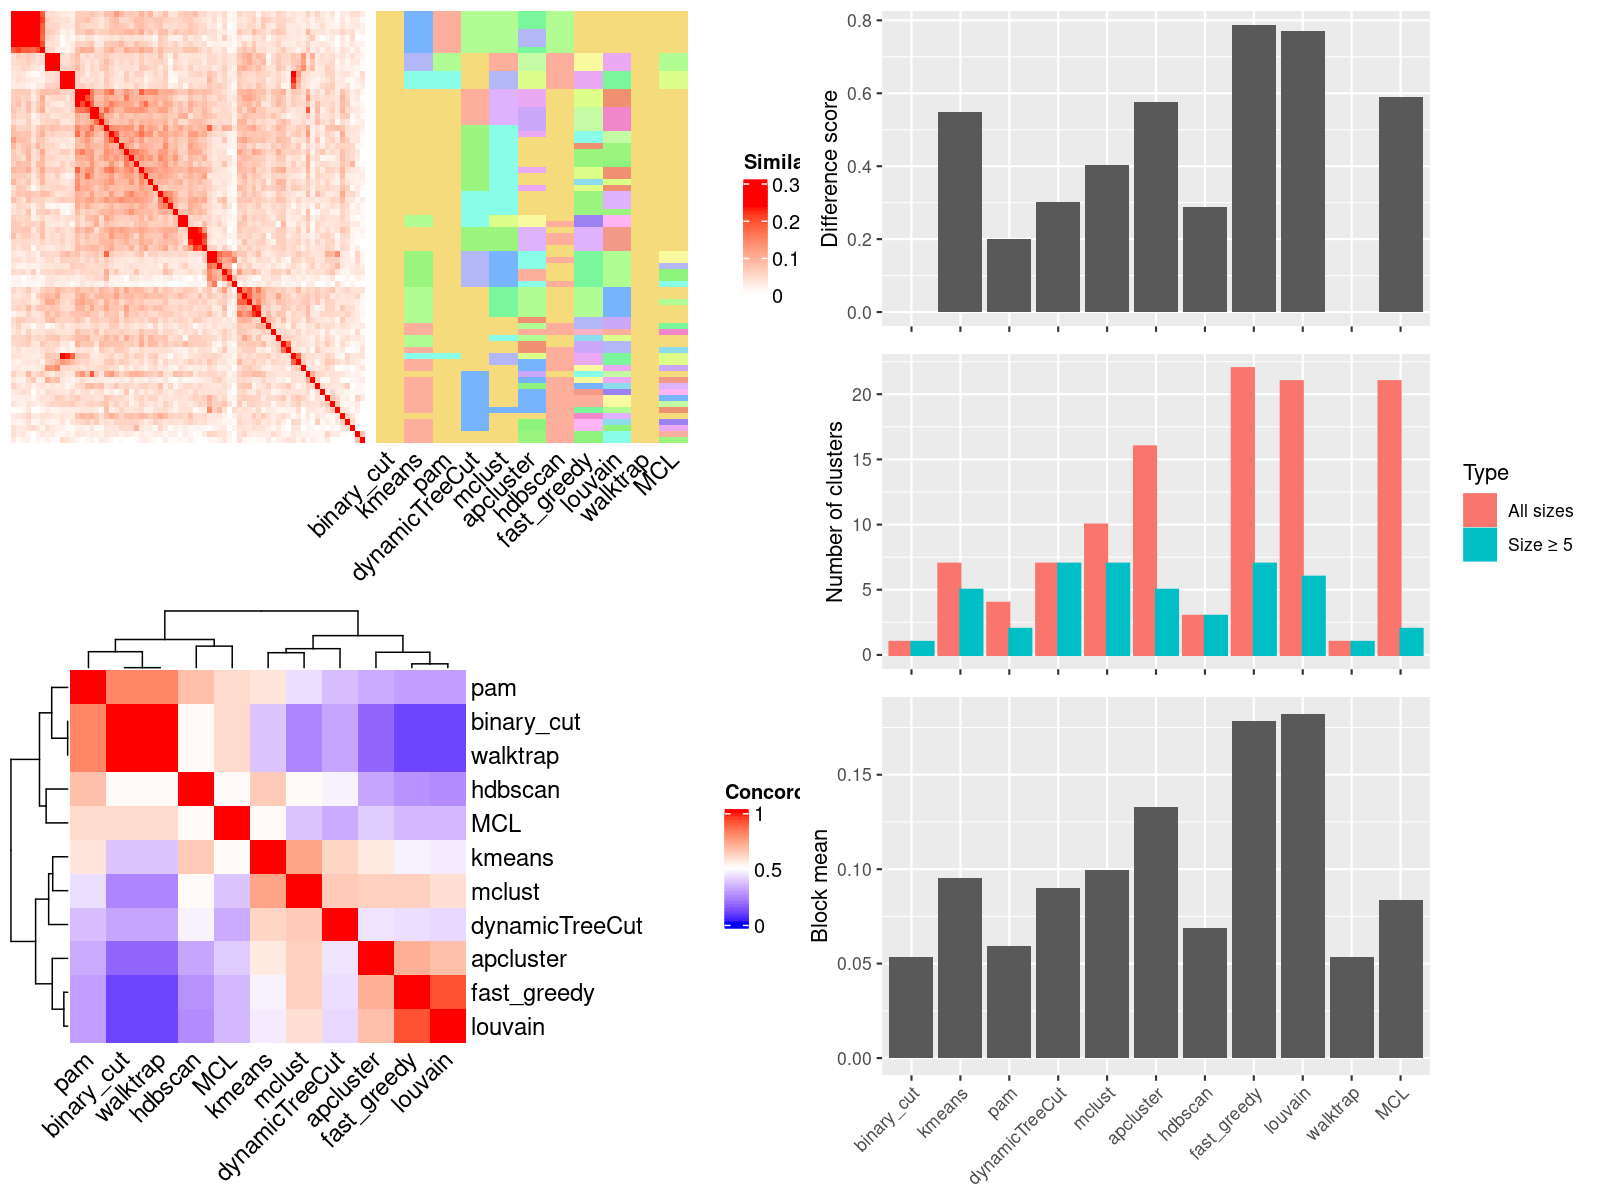 Simila
0.3
0.2
0.1
0
binary_cut
kmeans
pam
dynamicTreeCut
mclust
apcluster
hdbscan
fast_greedy
louvain
walktrap
MCL
pam
binary_cut
walktrap
hdbscan
MCL
kmeans
mclust
dynamicTreeCut
apcluster
fast_greedy
louvain
Concord
1
0.5
0
pam
binary_cut
walktrap
hdbscan
MCL
kmeans
mclust
dynamicTreeCut
apcluster
fast_greedy
louvain
Difference score
0.8
0.6
0.4
0.2
0.0
Number of clusters
20
15
10
5
0
Type
All sizes
Size ≥ 5
Block mean
0.15
0.10
0.05
0.00
binary_cut
kmeans
pam
dynamicTreeCut
mclust
apcluster
hdbscan
fast_greedy
louvain
walktrap
MCL